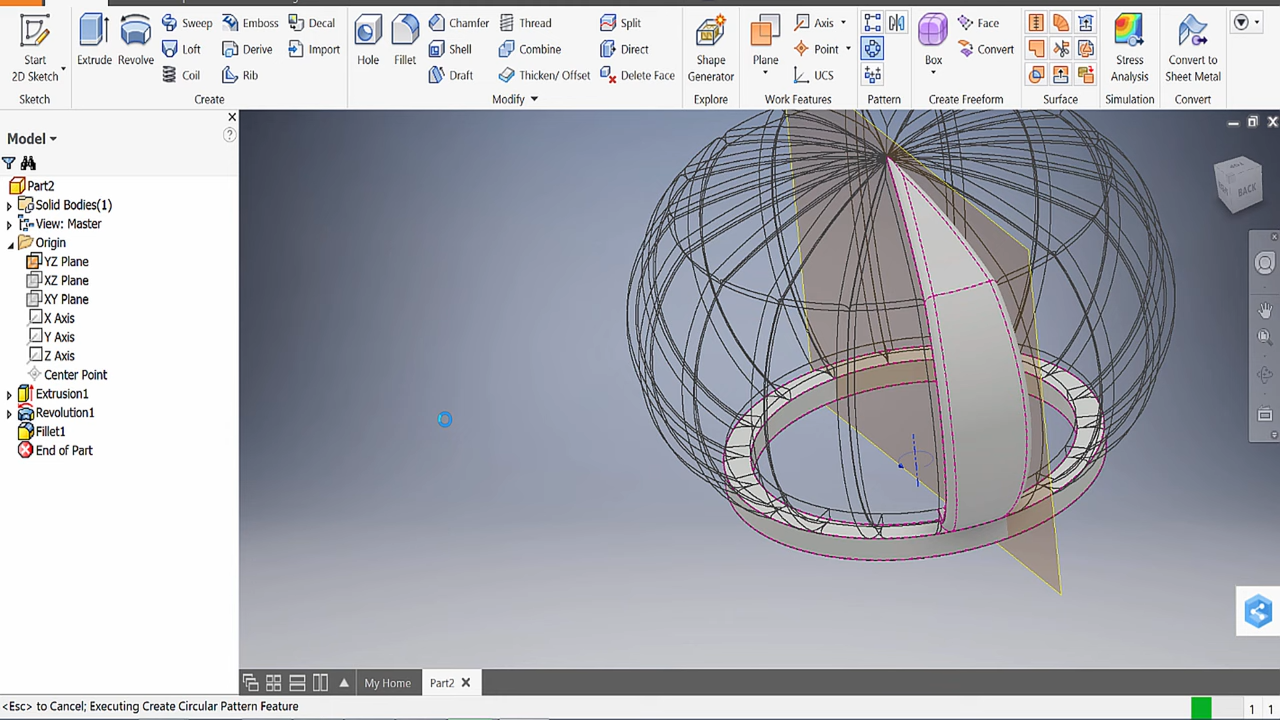 Start
2D Sketch
Sketch
Extrude
Revolve
Sweep
Loft
Coil
Emboss
Derive
Rib
Decal
Import
Create
Hole
Fillet
Chamfer
Shell
Draft
Thread
Combine
Thicken/ Offset
Split
Direct
Delete Face
Modify
Shape
Generator
Explore
Plane
Axis
Point
UCS
Work Features
Pattern
Box
Face
Convert
Create Freeform
Surface
Stress
Analysis
Simulation
Convert to
Sheet Metal
Convert
Model
Part2
Solid Bodies(1)
View: Master
Origin
YZ Plane
XZ Plane
XY Plane
X Axis
Y Axis
Z Axis
Center Point
Extrusion1
Revolution1
Fillet1
End of Part
BACK
My Home
Part2
<Esc> to Cancel; Executing Create Circular Pattern Feature
1 1